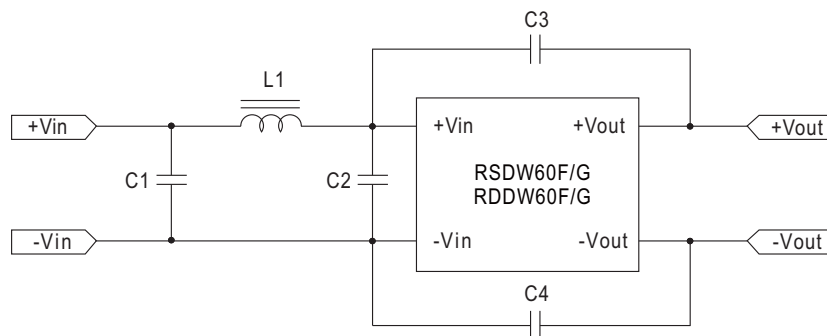 C3
L1
+Vin
+Vin
+Vout
+Vout
RSDW60F/G
RDDW60F/G
C1
C2
-Vin
-Vin
-Vout
-Vout
C4